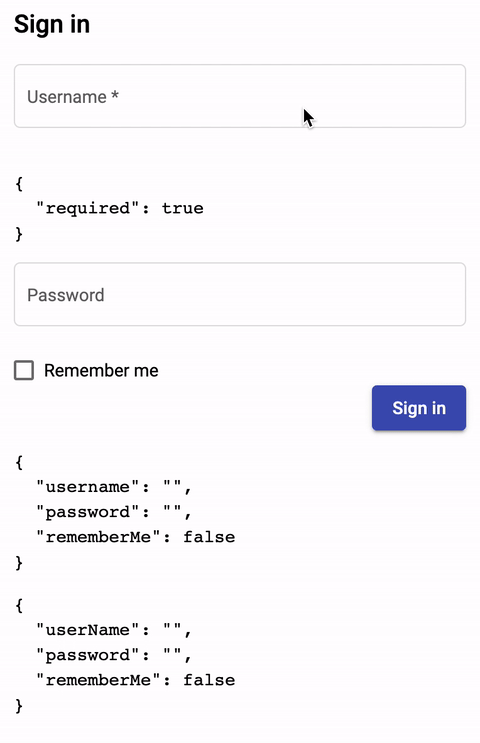 Sign in
Username *
{
  "required": true
}
Password
Remember me
Sign in
{
  "username": "",
  "password": "",
  "rememberMe": false
}
{
  "userName": "",
  "password": "",
  "rememberMe": false
}